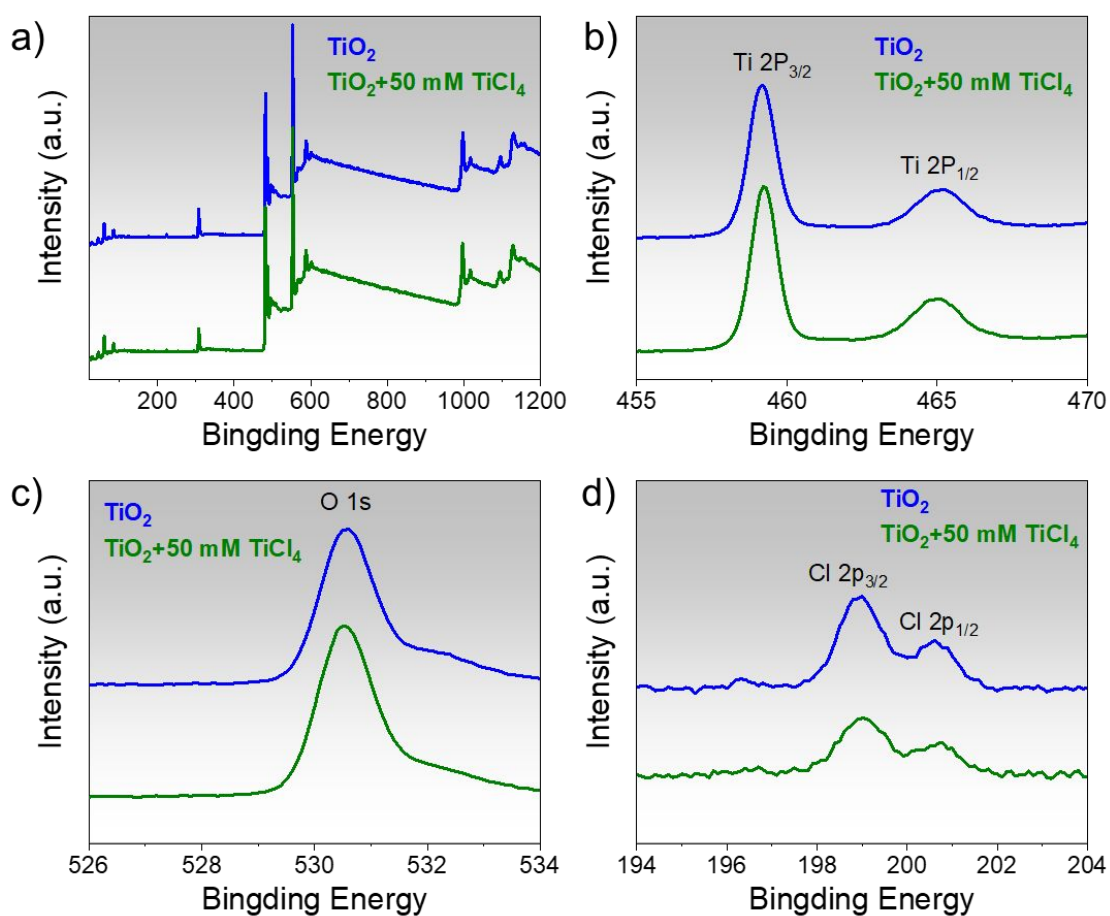 a)
TiO₂
TiO₂+50 mM TiCl₄
Intensity (a.u.)
200 400 600 800 1000 1200
Bingding Energy
b)
TiO₂
TiO₂+50 mM TiCl₄
Ti 2P₃/₂
Ti 2P₁/₂
Intensity (a.u.)
455 460 465 470
Bingding Energy
c)
TiO₂
TiO₂+50 mM TiCl₄
O 1s
Intensity (a.u.)
526 528 530 532 534
Bingding Energy
d)
TiO₂
TiO₂+50 mM TiCl₄
Cl 2p₃/₂
Cl 2p₁/₂
Intensity (a.u.)
194 196 198 200 202 204
Bingding Energy